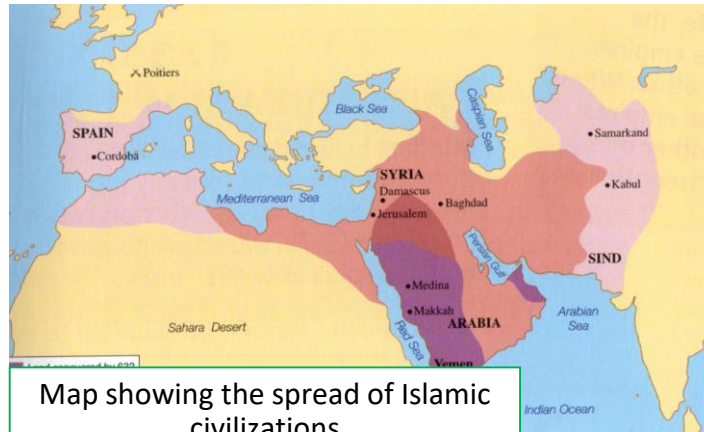 Poitiers
Black Sea
Caspian Sea
SPAIN
Cordoba
Samarkand
SYRIA
Damascus
Kabul
Mediterranean Sea
Baghdad
Jerusalem
Persian Gulf
SIND
Medina
Makkah
ARABIA
Arabian
Sea
Sahara Desert
Red Sea
Yemen
Indian Ocean
Map showing the spread of Islamic
civilizations